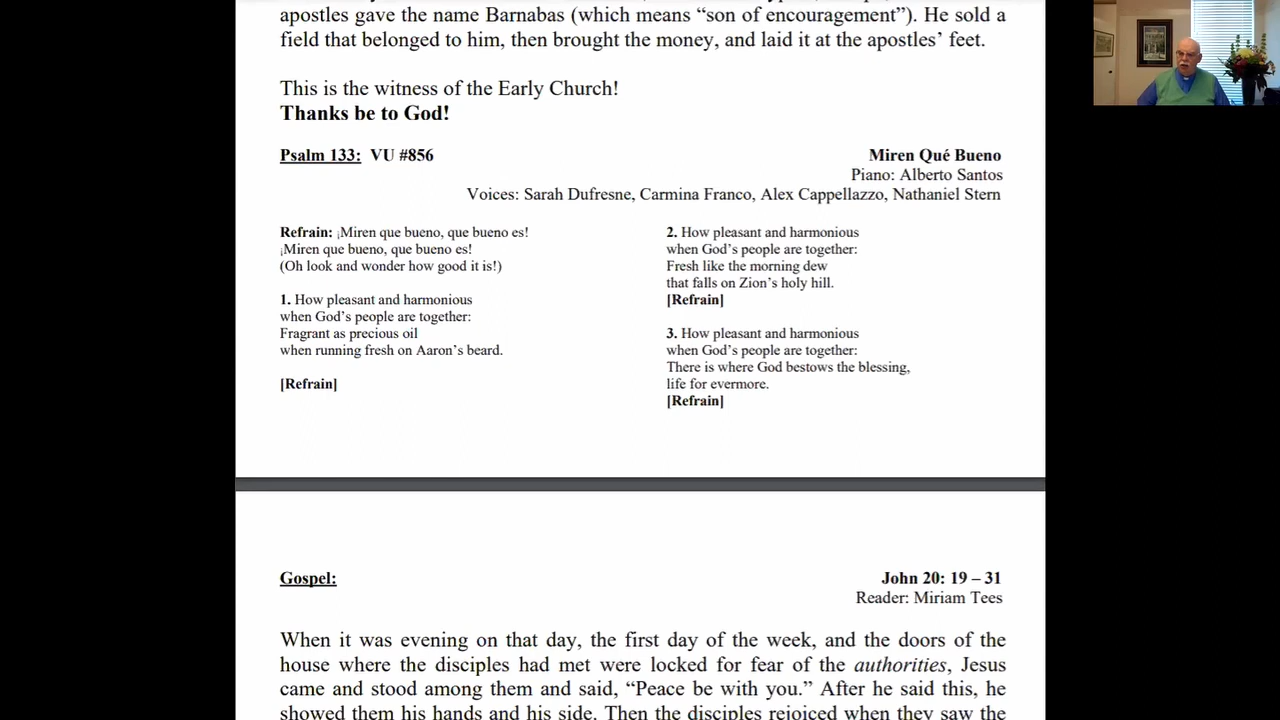 apostles gave the name Barnabas (which means “son of encouragement”). He sold a
field that belonged to him, then brought the money, and laid it at the apostles’ feet.
This is the witness of the Early Church!
Thanks be to God!
Psalm 133: VU #856
Miren Qué Bueno
Piano: Alberto Santos
Voices: Sarah Dufresne, Carmina Franco, Alex Cappellazzo, Nathaniel Stern
Refrain: ¡Miren que bueno, que bueno es!
¡Miren que bueno, que bueno es!
(Oh look and wonder how good it is!)
1. How pleasant and harmonious
when God’s people are together:
Fragrant as precious oil
when running fresh on Aaron’s beard.
[Refrain]
2. How pleasant and harmonious
when God’s people are together:
Fresh like the morning dew
that falls on Zion’s holy hill.
[Refrain]
3. How pleasant and harmonious
when God’s people are together:
There is where God bestows the blessing,
life for evermore.
[Refrain]
Gospel:
John 20: 19 – 31
Reader: Miriam Tees
When it was evening on that day, the first day of the week, and the doors of the
house where the disciples had met were locked for fear of the authorities, Jesus
came and stood among them and said, “Peace be with you.” After he said this, he
showed them his hands and his side. Then the disciples rejoiced when they saw the